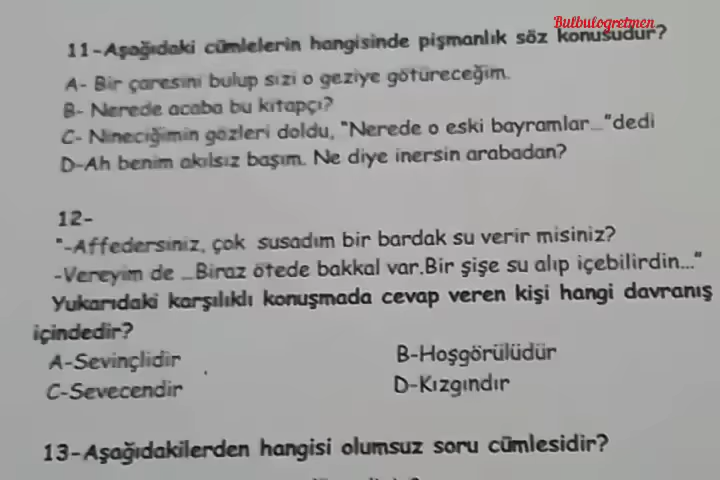 Bulbulogretmen
11-Aşağıdaki cümlelerin hangisinde pişmanlık söz konusudur?
A- Bir çaresini bulup sizi o geziye götüreceğim.
B- Nerede acaba bu kitapçı?
C- Nineciğimin gözleri doldu, "Nerede o eski bayramlar..."dedi
D-Ah benim akılsız başım. Ne diye inersin arabadan?
12-
"-Affedersiniz, çok susadım bir bardak su verir misiniz?
-Vereyim de ...Biraz ötede bakkal var.Bir şişe su alıp içebilirdin..."
Yukarıdaki karşılıklı konuşmada cevap veren kişi hangi davranış
içindedir?
A-Sevinçlidir B-Hoşgörülüdür
C-Sevecendir D-Kızgındır
13-Aşağıdakilerden hangisi olumsuz soru cümlesidir?